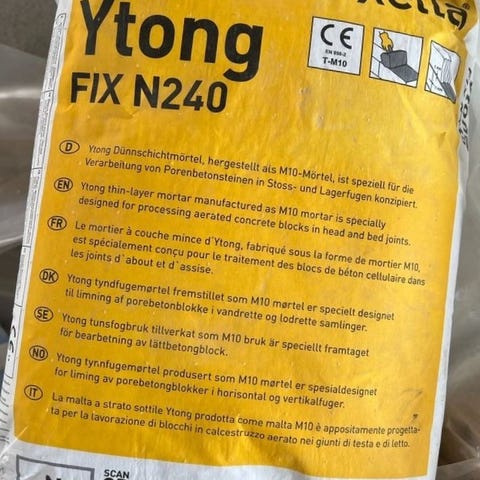 Ytong
FIX N240
CE
EN 998-2
T-M10
D Ytong Dünnschichtmörtel, hergestellt als M10-Mörtel, ist speziell für die
Verarbeitung von Porenbetonsteinen in Stoss- und Lagerfugen konzipiert.
EN Ytong thin-layer mortar manufactured as M10 mortar is specially
designed for processing aerated concrete blocks in head and bed joints.
FR Le mortier à couche mince d'Ytong, fabriqué sous la forme de mortier M10,
est spécialement conçu pour le traitement des blocs de béton cellulaire dans
les joints d'about et d'assise.
DK Ytong tyndfugemørtel fremstillet som M10 mørtel er specielt designet
til limning af porebetonblokke i vandrette og lodrette samlinger.
SE Ytong tunsfogbruk tillverkat som M10 bruk är speciellt framtaget
för bearbetning av lättbetongblock.
NO Ytong tynnfugemørtel produsert som M10 mørtel er spesialdesignet
for liming av porebetongblokker i horisontal og vertikalfuger.
IT La malta a strato sottile Ytong prodotta come malta M10 è appositamente progetta-
ta per la lavorazione di blocchi in calcestruzzo aerato nei giunti di testa e di letto.
SCAN